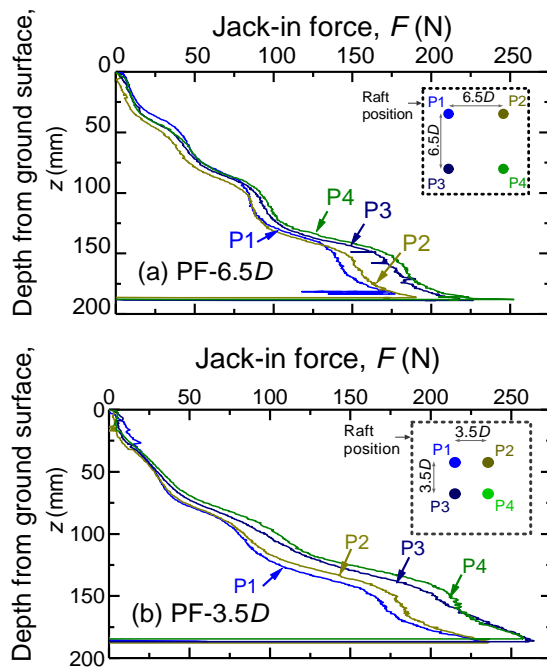 Jack-in force, F (N)
0 50 100 150 200 250
0
50
100
150
200
Depth from ground surface,
z (mm)
Raft
position
P1
6.5D
P2
6.5D
P3
P4
P4
P3
P1
P2
(a) PF-6.5D
Jack-in force, F (N)
0 50 100 150 200 250
0
50
100
150
200
Depth from ground surface,
z (mm)
Raft
position
3.5D
P1
P2
3.5D
P3
P4
P2
P3
P4
P1
(b) PF-3.5D